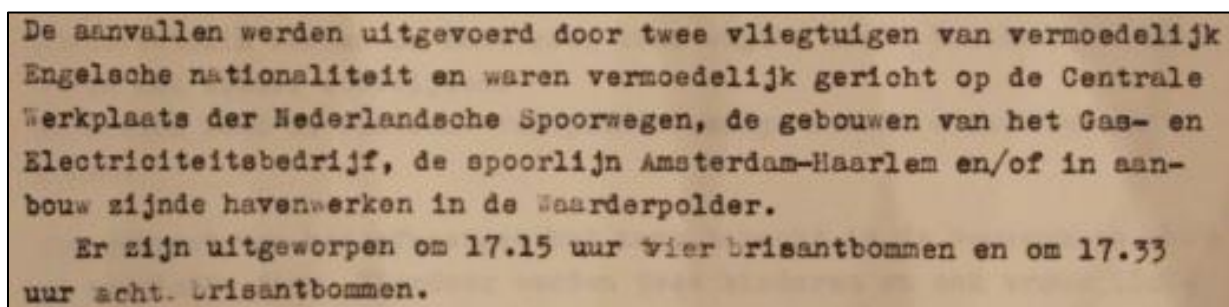 De aanvallen werden uitgevoerd door twee vliegtuigen van vermoedelijk
Engelsche nationaliteit en waren vermoedelijk gericht op de Centrale
Werkplaats der Nederlandsche Spoorwegen, de gebouwen van het Gas- en
Electriciteitsbedrijf, de spoorlijn Amsterdam-Haarlem en/of in aan-
bouw zijnde havenwerken in de Waarderpolder.
Er zijn uitgeworpen om 17.15 uur vier brisantbommen en om 17.33
uur acht. brisantbommen.